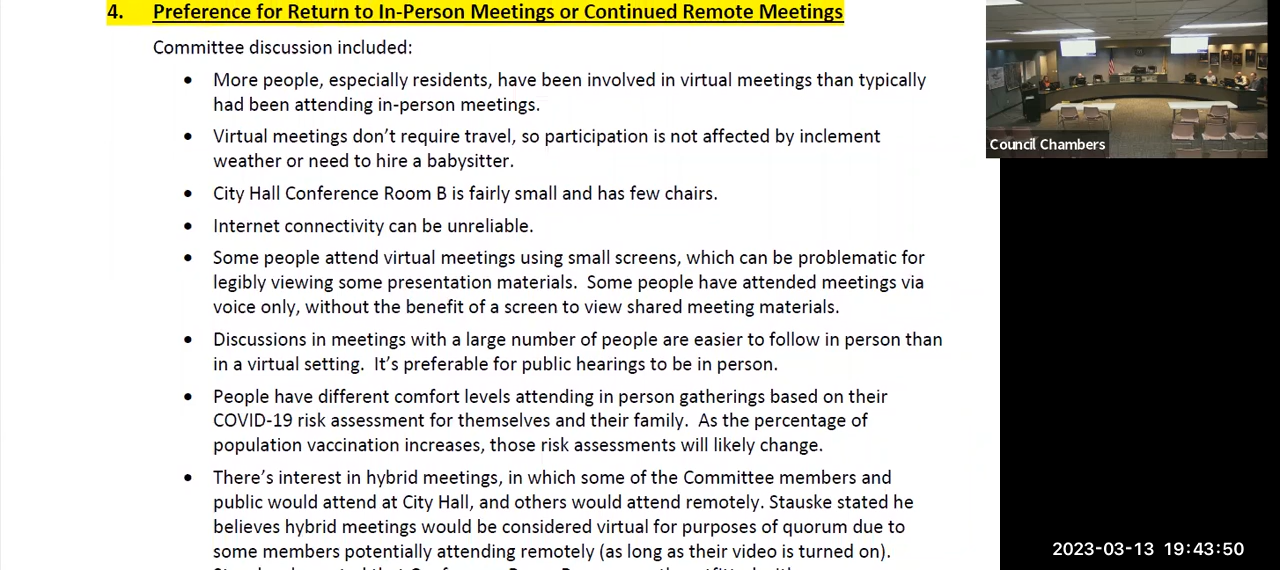 4. Preference for Return to In-Person Meetings or Continued Remote Meetings
Committee discussion included:
• More people, especially residents, have been involved in virtual meetings than typically
had been attending in-person meetings.
• Virtual meetings don't require travel, so participation is not affected by inclement
weather or need to hire a babysitter.
• City Hall Conference Room B is fairly small and has few chairs.
• Internet connectivity can be unreliable.
• Some people attend virtual meetings using small screens, which can be problematic for
legibly viewing some presentation materials. Some people have attended meetings via
voice only, without the benefit of a screen to view shared meeting materials.
• Discussions in meetings with a large number of people are easier to follow in person than
in a virtual setting. It's preferable for public hearings to be in person.
• People have different comfort levels attending in person gatherings based on their
COVID-19 risk assessment for themselves and their family. As the percentage of
population vaccination increases, those risk assessments will likely change.
• There's interest in hybrid meetings, in which some of the Committee members and
public would attend at City Hall, and others would attend remotely. Stauske stated he
believes hybrid meetings would be considered virtual for purposes of quorum due to
some members potentially attending remotely (as long as their video is turned on).
Council Chambers
2023-03-13 19:43:50